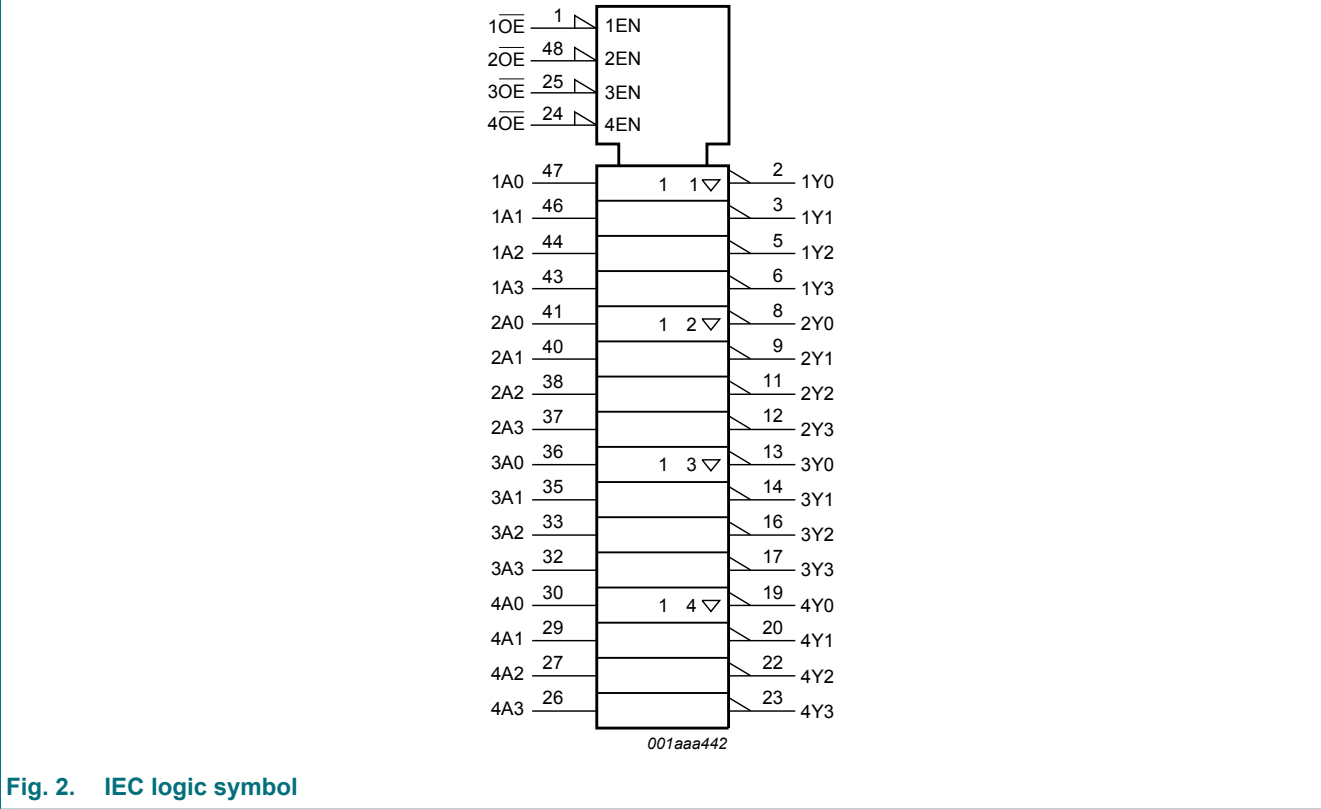 1OE 1 1EN
2OE 48 2EN
3OE 25 3EN
4OE 24 4EN
1A0 47 1 1 2 1Y0
1A1 46 3 1Y1
1A2 44 5 1Y2
1A3 43 6 1Y3
2A0 41 1 2 8 2Y0
2A1 40 9 2Y1
2A2 38 11 2Y2
2A3 37 12 2Y3
3A0 36 1 3 13 3Y0
3A1 35 14 3Y1
3A2 33 16 3Y2
3A3 32 17 3Y3
4A0 30 1 4 19 4Y0
4A1 29 20 4Y1
4A2 27 22 4Y2
4A3 26 23 4Y3
001aaa442
Fig. 2. IEC logic symbol